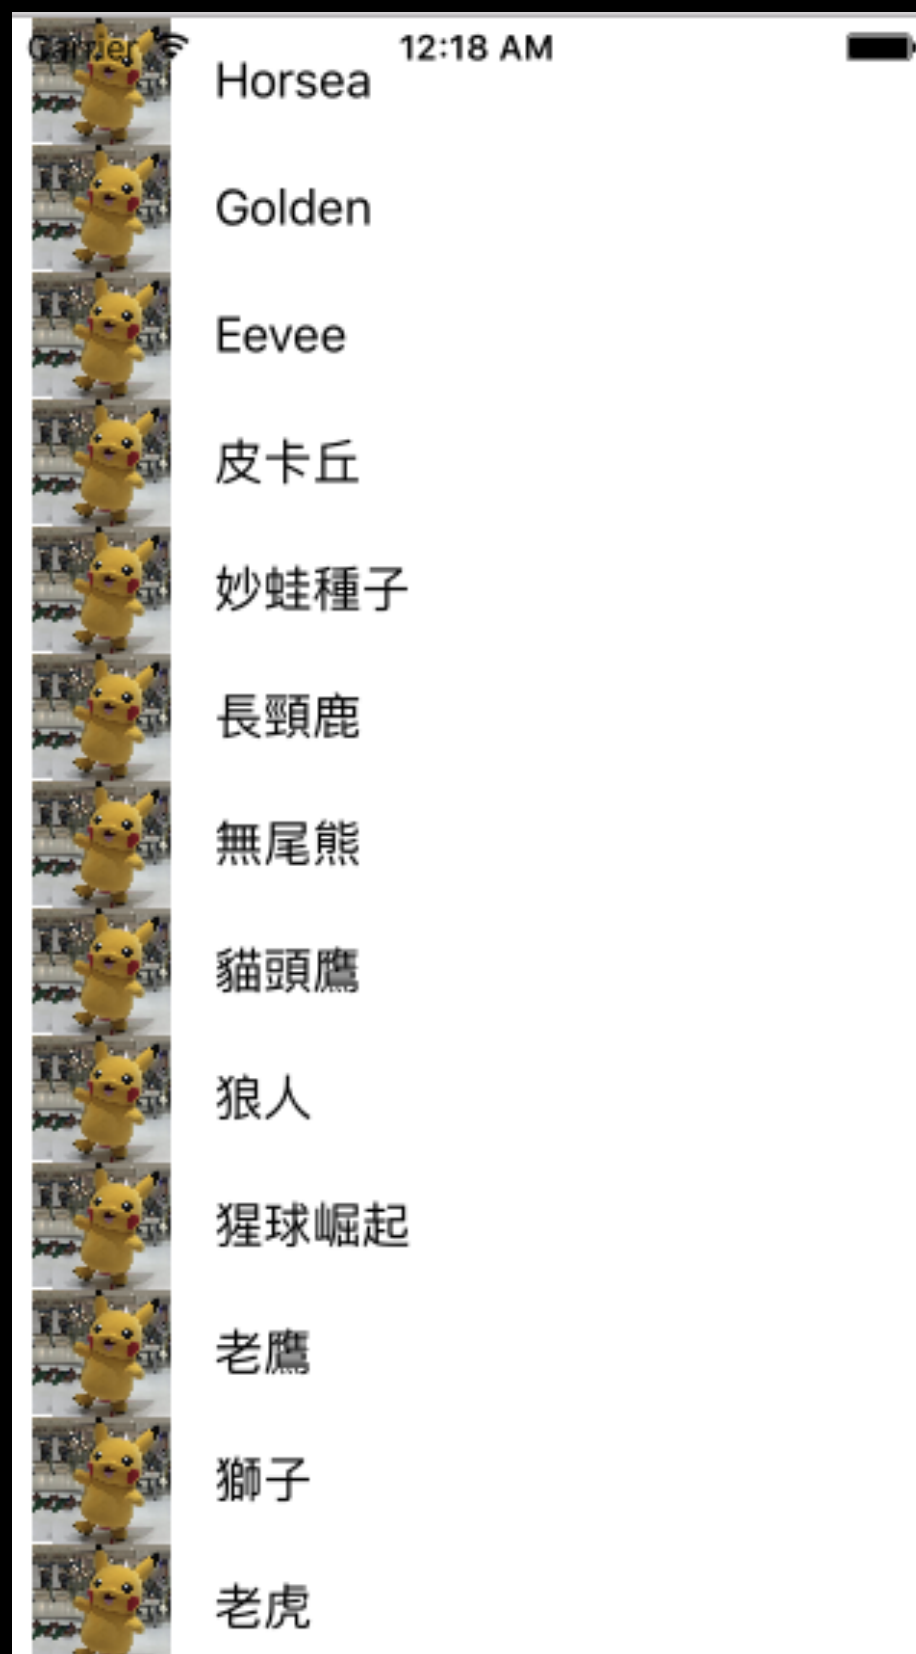 Carrier 12:18 AM
Horsea
Golden
Eevee
皮卡丘
妙蛙種子
長頸鹿
無尾熊
貓頭鷹
狼人
猩球崛起
老鷹
獅子
老虎